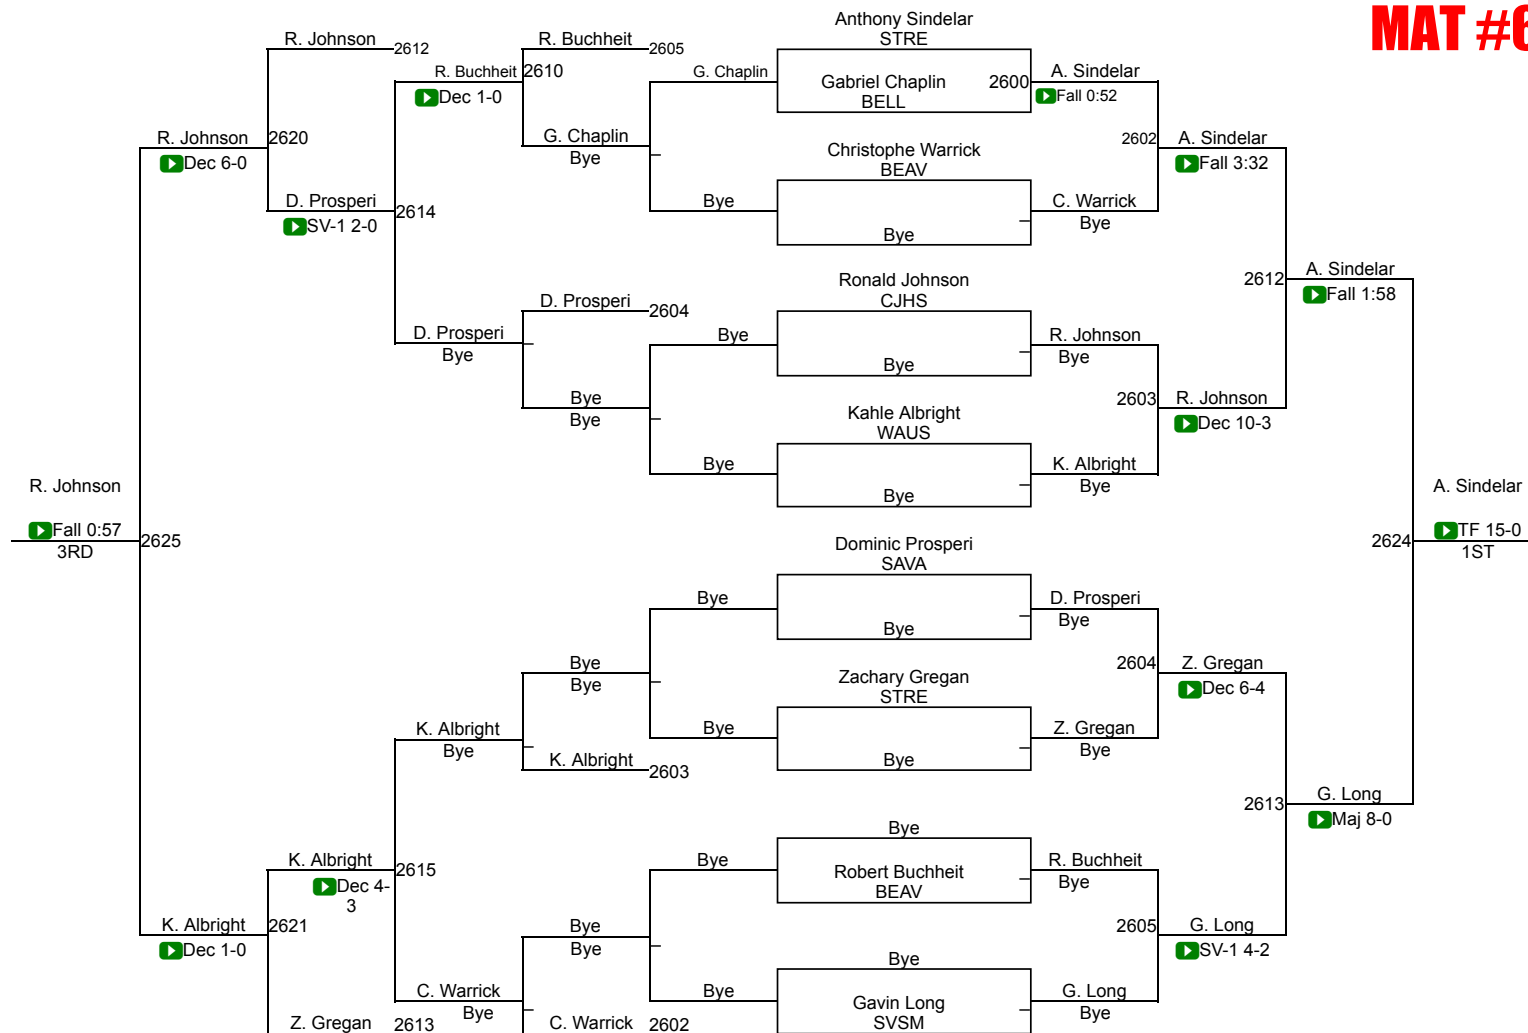 MAT #6
Anthony Sindelar
STRE
R. Johnson
2612
R. Buchheit
2605
R. Buchheit
2610
Dec 1-0
G. Chaplin
Gabriel Chaplin
BELL
2600
A. Sindelar
Fall 0:52
R. Johnson
2620
Dec 6-0
G. Chaplin
Bye
Christophe Warrick
BEAV
2602
A. Sindelar
Fall 3:32
D. Prosperi
2614
SV-1 2-0
Bye
Bye
C. Warrick
Bye
Ronald Johnson
CJHS
2612
A. Sindelar
Fall 1:58
D. Prosperi
2604
D. Prosperi
Bye
Bye
Bye
R. Johnson
Bye
Bye
Bye
Kahle Albright
WAUS
2603
R. Johnson
Dec 10-3
Bye
Bye
K. Albright
Bye
R. Johnson
Fall 0:57
3RD
2625
A. Sindelar
2624
TF 15-0
1ST
Dominic Prosperi
SAVA
Bye
Bye
D. Prosperi
Bye
Bye
Bye
Zachary Gregan
STRE
2604
Z. Gregan
Dec 6-4
K. Albright
Bye
Bye
Bye
Z. Gregan
Bye
K. Albright
2603
2613
G. Long
Maj 8-0
Bye
K. Albright
2615
Dec 4-
3
Bye
Robert Buchheit
BEAV
R. Buchheit
Bye
K. Albright
2621
Dec 1-0
Bye
Bye
2605
G. Long
SV-1 4-2
Bye
C. Warrick
Bye
Bye
Gavin Long
SVSM
G. Long
Bye
Z. Gregan
2613
C. Warrick
2602